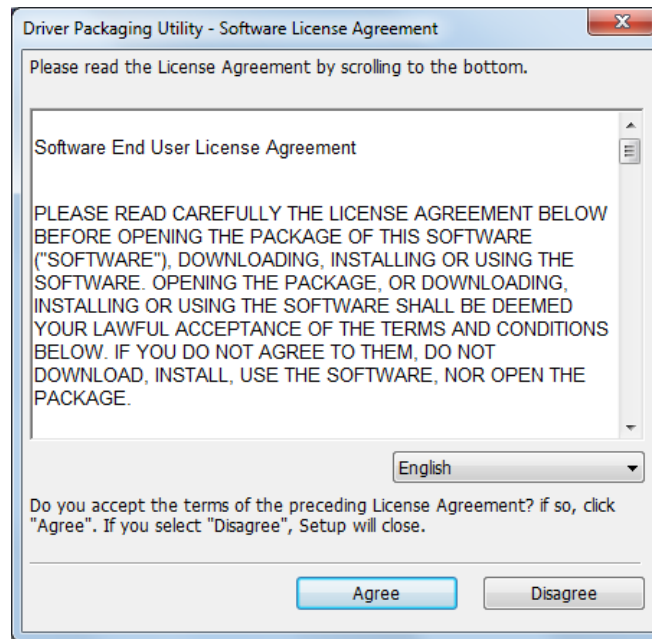 Driver Packaging Utility - Software License Agreement
Please read the License Agreement by scrolling to the bottom.
Software End User License Agreement
PLEASE READ CAREFULLY THE LICENSE AGREEMENT BELOW
BEFORE OPENING THE PACKAGE OF THIS SOFTWARE
("SOFTWARE"), DOWNLOADING, INSTALLING OR USING THE
SOFTWARE. OPENING THE PACKAGE, OR DOWNLOADING,
INSTALLING OR USING THE SOFTWARE SHALL BE DEEMED
YOUR LAWFUL ACCEPTANCE OF THE TERMS AND CONDITIONS
BELOW. IF YOU DO NOT AGREE TO THEM, DO NOT
DOWNLOAD, INSTALL, USE THE SOFTWARE, NOR OPEN THE
PACKAGE.
English
Do you accept the terms of the preceding License Agreement? if so, click
"Agree". If you select "Disagree", Setup will close.
Agree
Disagree